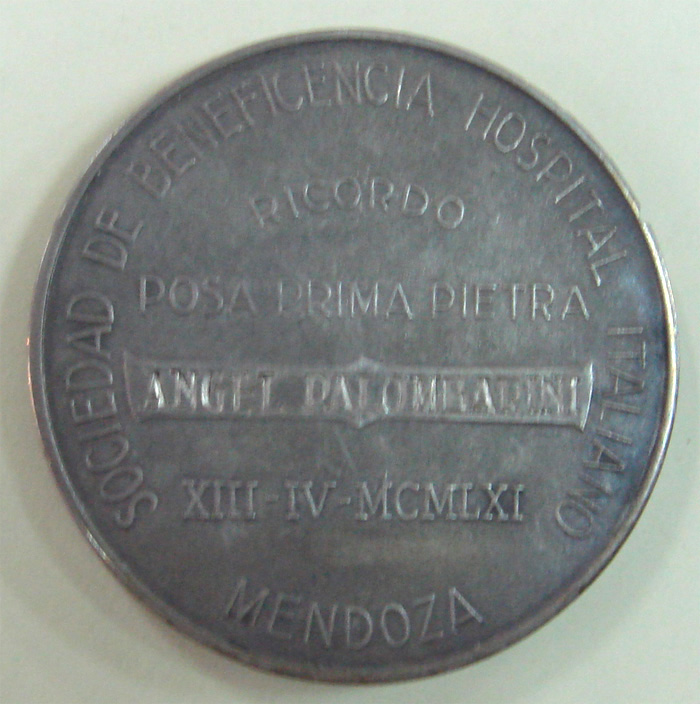 SOCIEDAD DE BENEFICENCIA HOSPITAL ITALIANO
RICORDO
POSA PRIMA PIETRA
ANGEL PALOMBARINI
XIII-IV-MCMLXI
MENDOZA